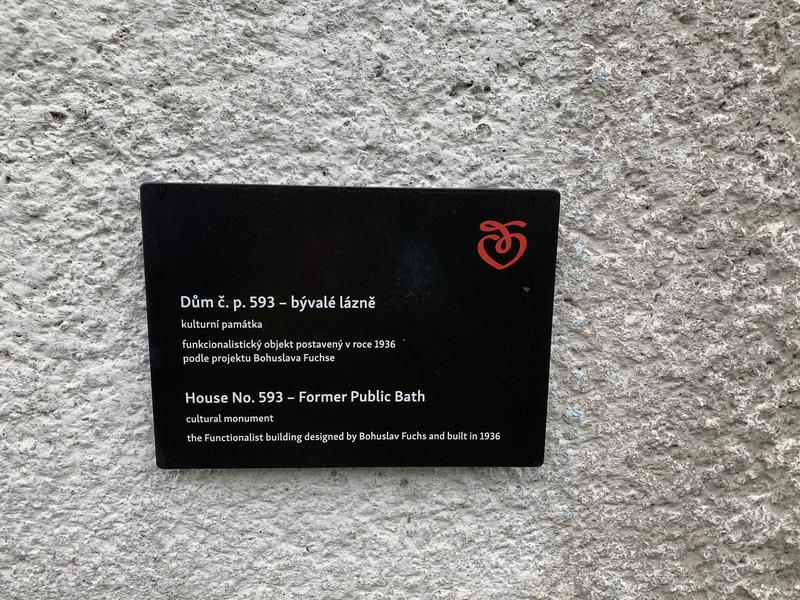 Dům č. p. 593 – bývalé lázně
kulturní památka
funkcionalistický objekt postavený v roce 1936
podle projektu Bohuslava Fuchse
House No. 593 – Former Public Bath
cultural monument
the Functionalist building designed by Bohuslav Fuchs and built in 1936